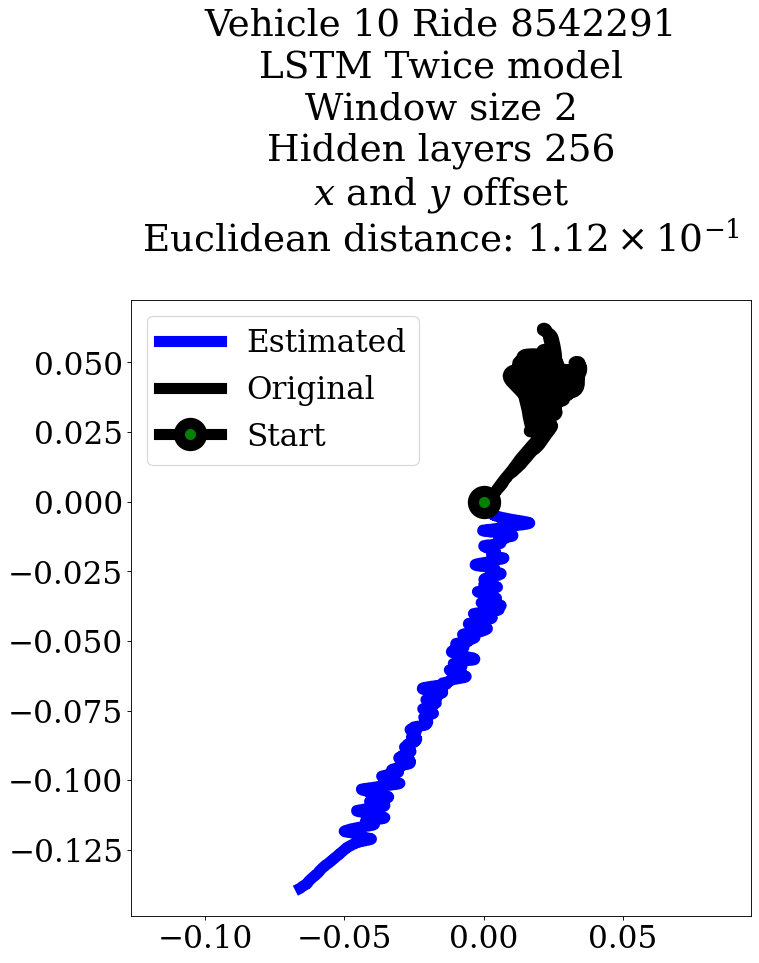 Vehicle 10 Ride 8542291
LSTM Twice model
Window size 2
Hidden layers 256
x and y offset
Euclidean distance: 1.12 × 10⁻¹
Estimated
Original
Start
0.050
0.025
0.000
−0.025
−0.050
−0.075
−0.100
−0.125
−0.10 −0.05 0.00 0.05